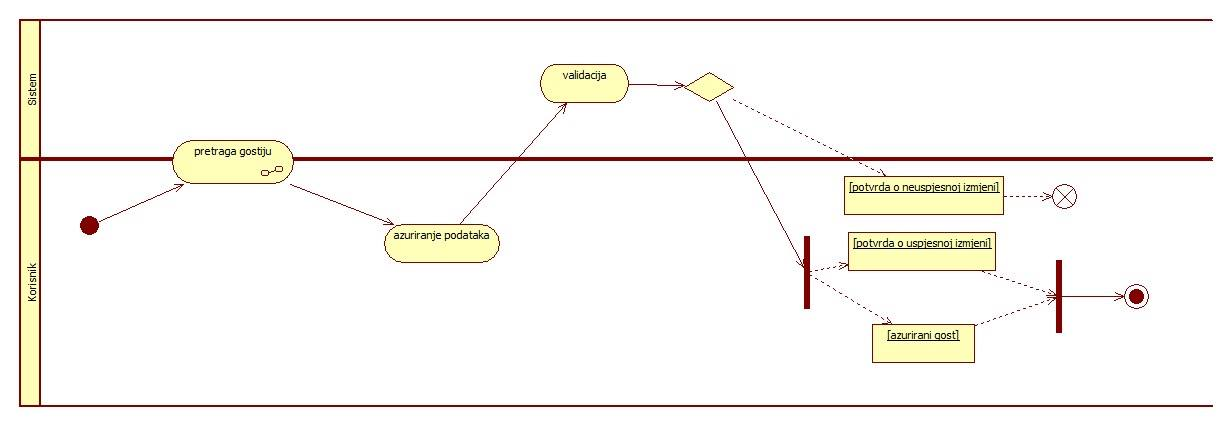 Sistem
validacija
pretraga gostiju
[potvrda o neuspjesnoj izmjeni]
Korisnik
azuriranje podataka
[potvrda o uspjesnoj izmjeni]
[azurirani gost]